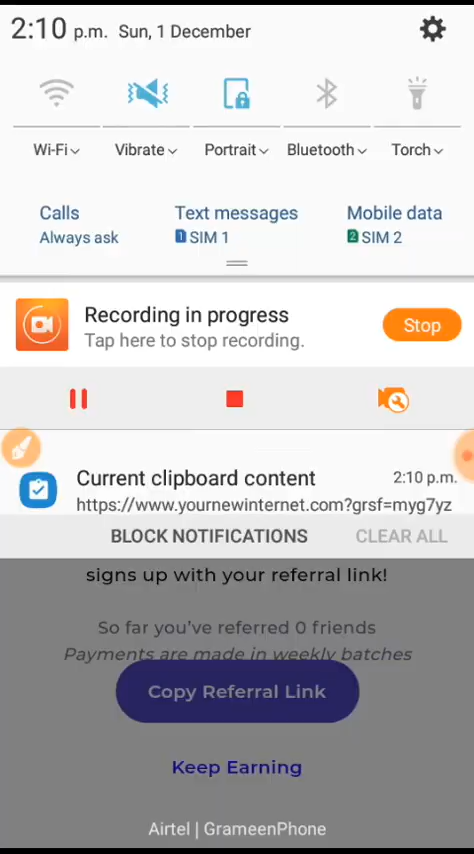 2:10 p.m. Sun, 1 December
Wi-Fi Vibrate Portrait Bluetooth Torch
Calls Text messages Mobile data
Always ask 1 SIM 1 2 SIM 2
Recording in progress
Tap here to stop recording.
Stop
Current clipboard content 2:10 p.m.
https://www.yournewinternet.com?grsf=myg7yz
BLOCK NOTIFICATIONS CLEAR ALL
signs up with your referral link!
So far you've referred 0 friends
Payments are made in weekly batches
Copy Referral Link
Keep Earning
Airtel | GrameenPhone